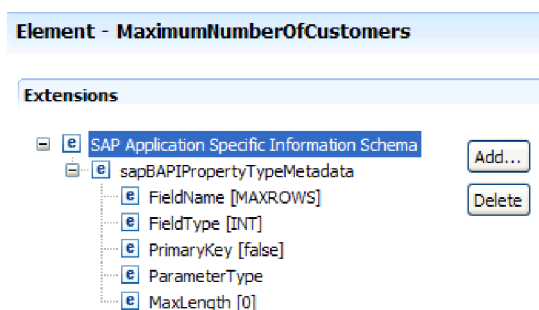 Element - MaximumNumberOfCustomers
Extensions
SAP Application Specific Information Schema
Add...
sapBAPIPropertyTypeMetadata
FieldName [MAXROWS]
Delete
FieldType [INT]
PrimaryKey [false]
ParameterType
MaxLength [0]